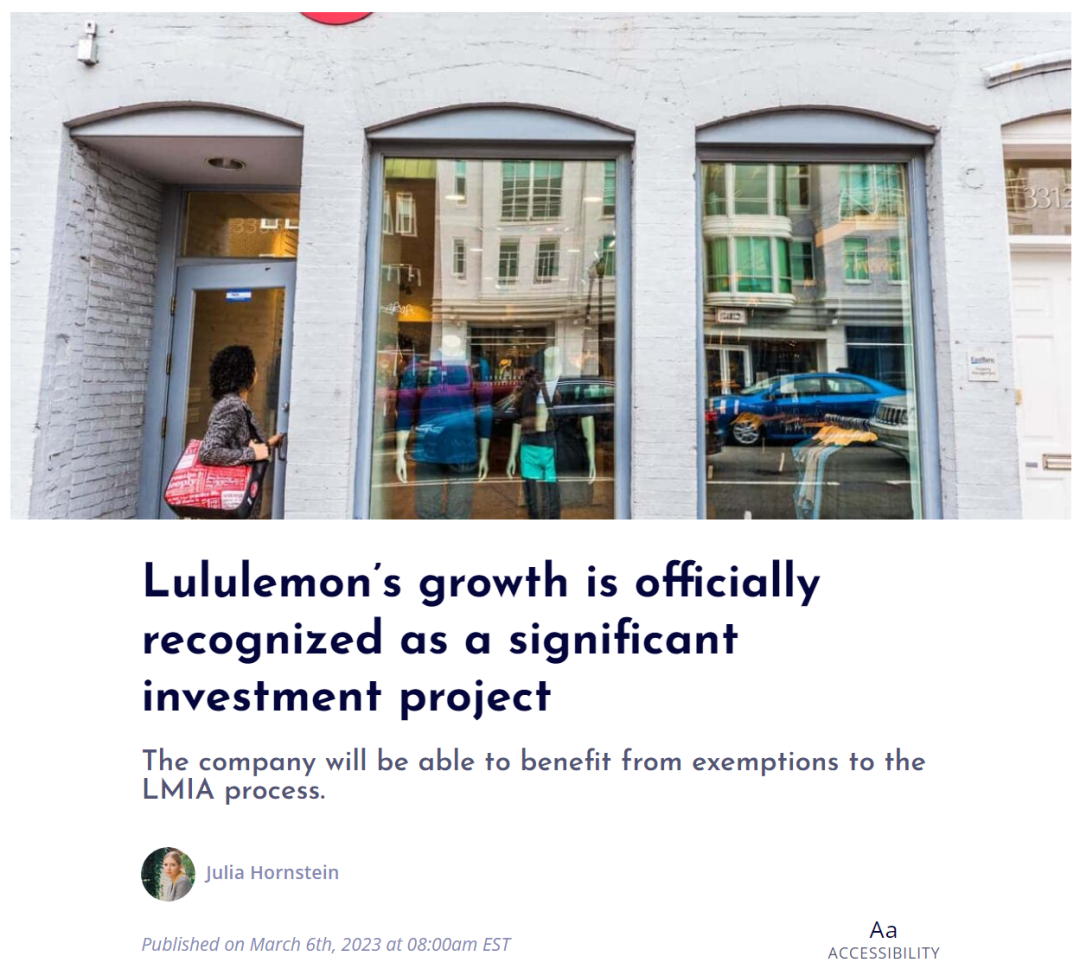 3312
Lululemon’s growth is officially
recognized as a significant
investment project
The company will be able to benefit from exemptions to the
LMIA process.
Julia Hornstein
Published on March 6th, 2023 at 08:00am EST
Aa
ACCESSIBILITY